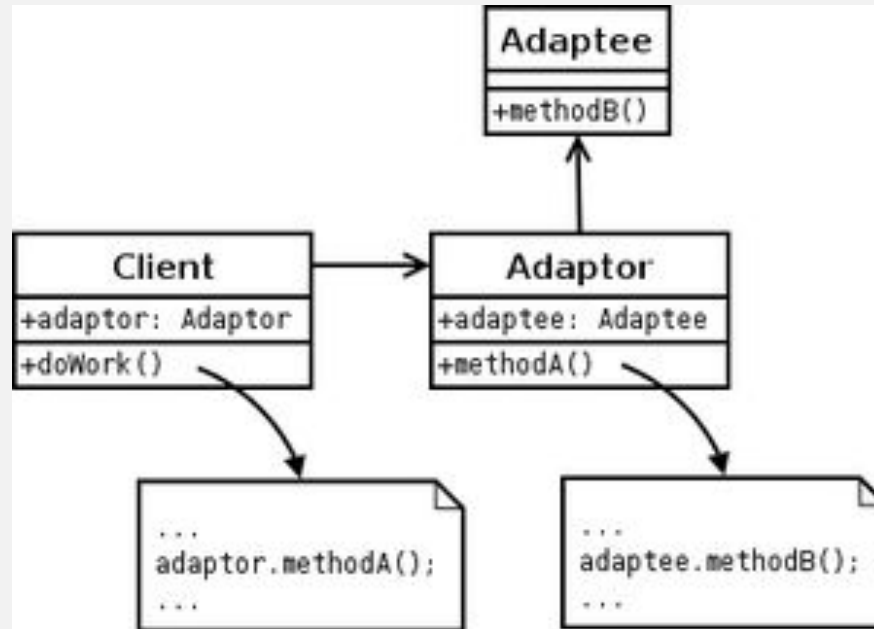 Adaptee
+methodB()
Client
+adaptor: Adaptor
+doWork()
Adaptor
+adaptee: Adaptee
+methodA()
...
adaptor.methodA();
...
...
adaptee.methodB();
...